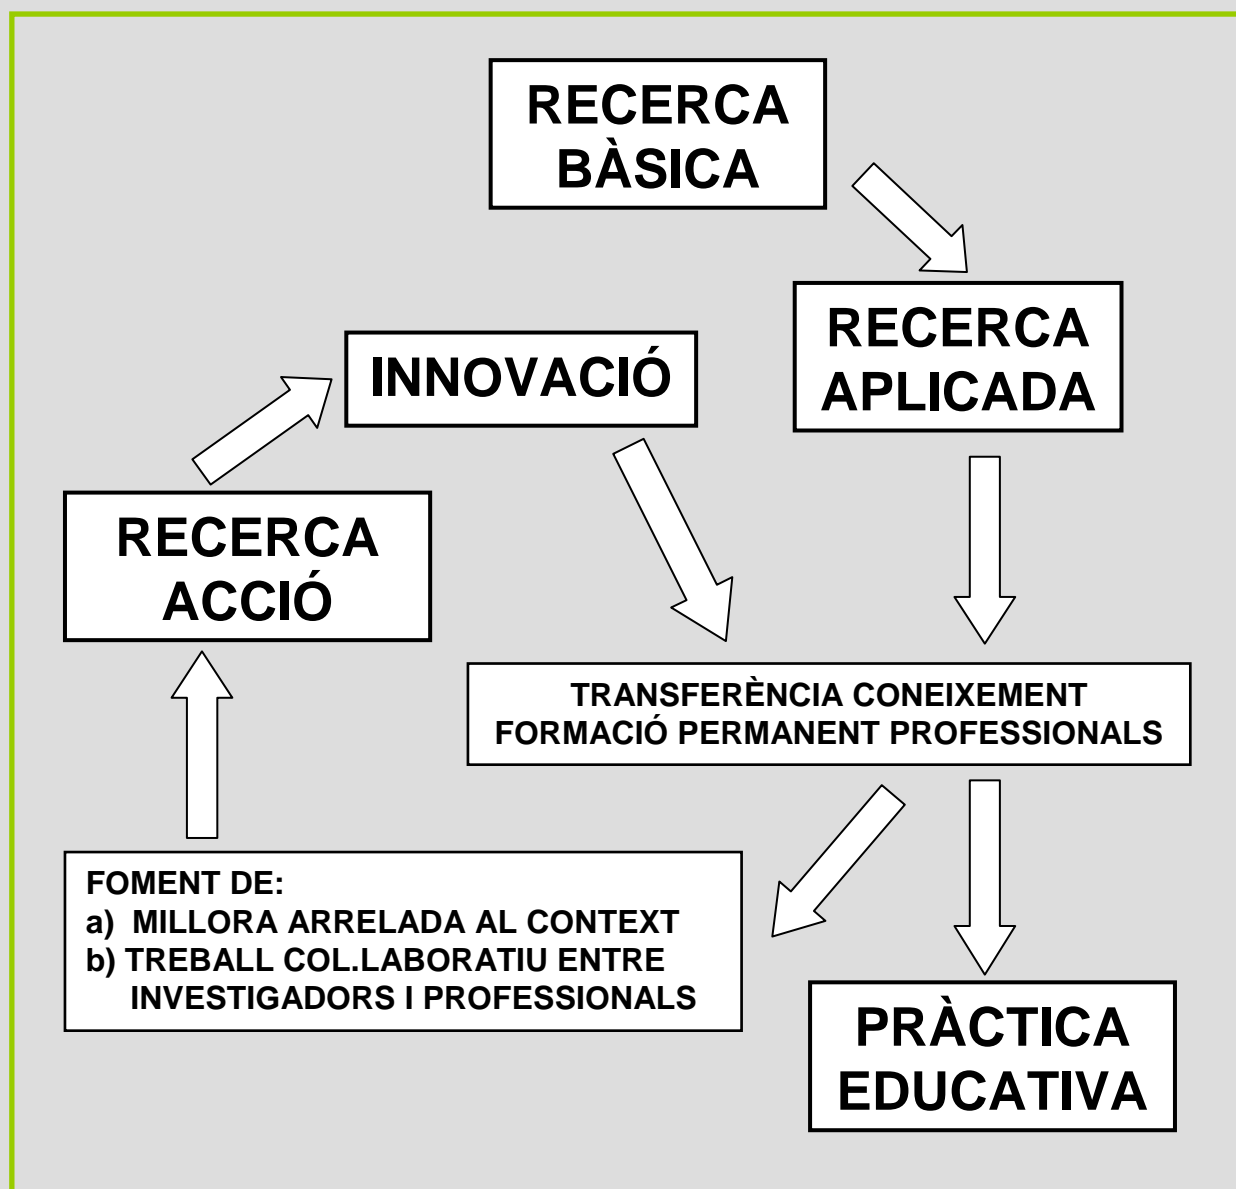 RECERCA
BÀSICA
RECERCA
APLICADA
INNOVACIÓ
RECERCA
ACCIÓ
TRANSFERÈNCIA CONEIXEMENT
FORMACIÓ PERMANENT PROFESSIONALS
FOMENT DE:
a) MILLORA ARRELADA AL CONTEXT
b) TREBALL COL.LABORATIU ENTRE
INVESTIGADORS I PROFESSIONALS
PRÀCTICA
EDUCATIVA